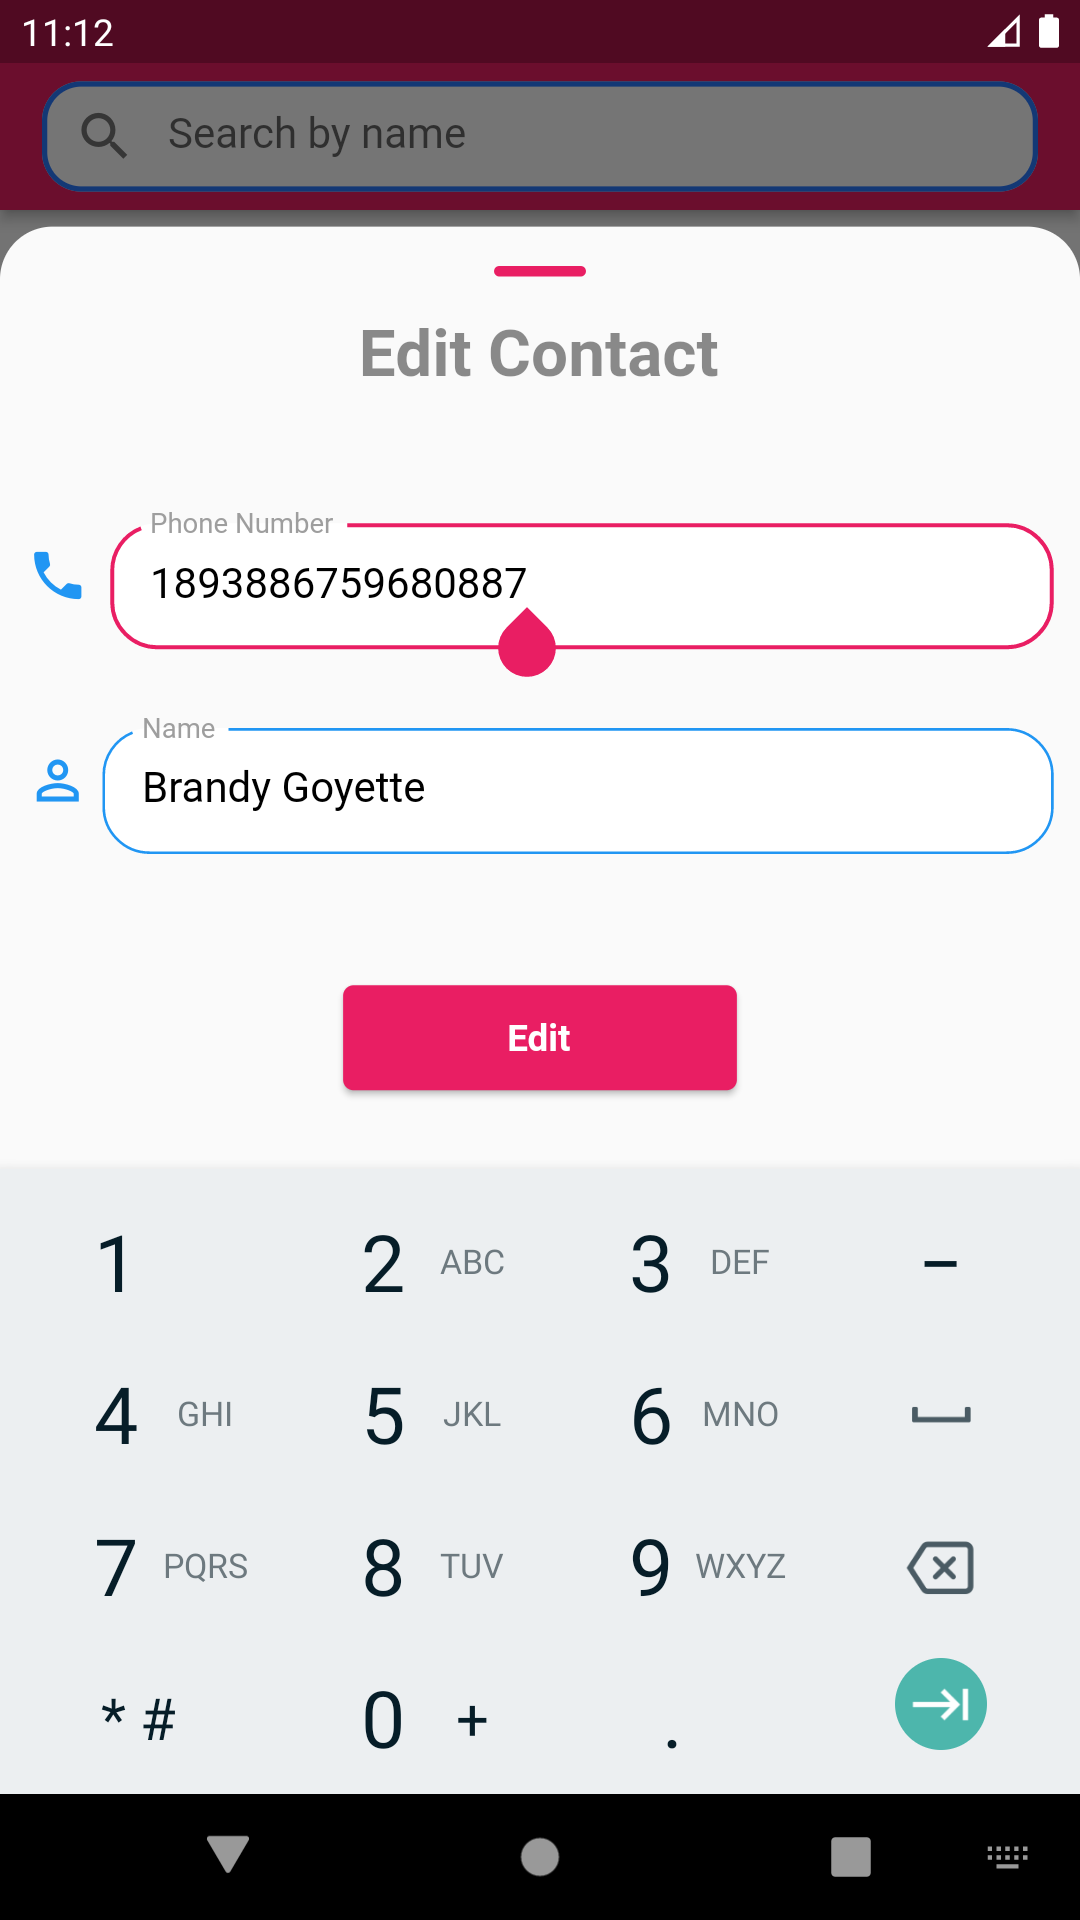 11:12
Search by name
Edit Contact
Phone Number
1893886759680887
Name
Brandy Goyette
Edit
1 2 ABC 3 DEF –
4 GHI 5 JKL 6 MNO
7 PQRS 8 TUV 9 WXYZ
* # 0 + .